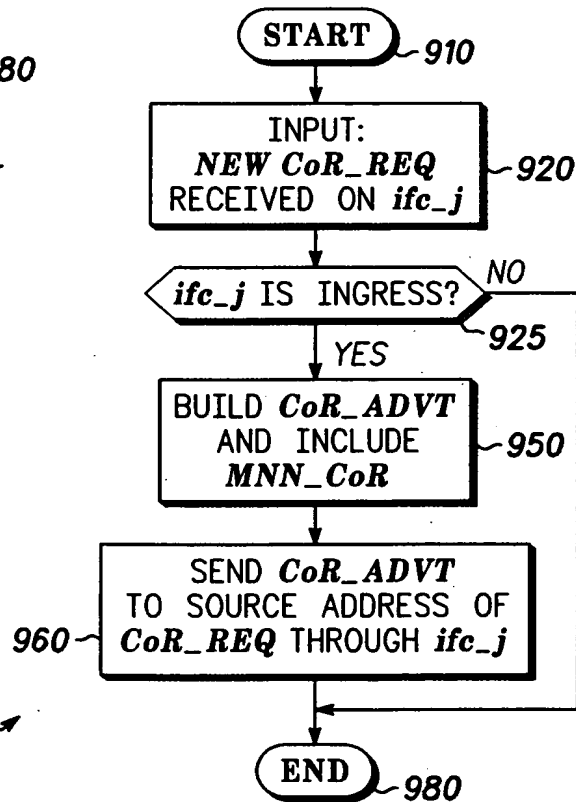 80
START
910
INPUT:
NEW CoR_REQ
RECEIVED ON ifc_j
920
ifc_j IS INGRESS?
NO
925
YES
BUILD CoR_ADVT
AND INCLUDE
MNN_CoR
950
SEND CoR_ADVT
TO SOURCE ADDRESS OF
CoR_REQ THROUGH ifc_j
960
END
980